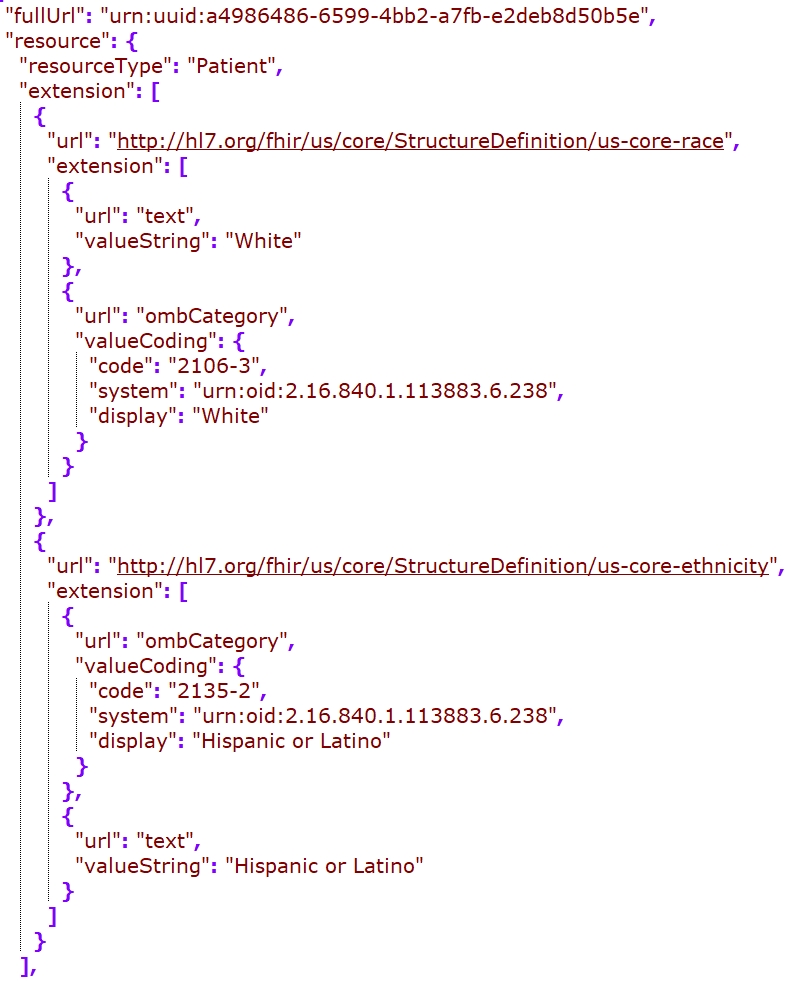 "fullUrl": "urn:uuid:a4986486-6599-4bb2-a7fb-e2deb8d50b5e",
"resource": {
  "resourceType": "Patient",
  "extension": [
    {
      "url": "http://hl7.org/fhir/us/core/StructureDefinition/us-core-race",
      "extension": [
        {
          "url": "text",
          "valueString": "White"
        },
        {
          "url": "ombCategory",
          "valueCoding": {
            "code": "2106-3",
            "system": "urn:oid:2.16.840.1.113883.6.238",
            "display": "White"
          }
        }
      ]
    },
    {
      "url": "http://hl7.org/fhir/us/core/StructureDefinition/us-core-ethnicity",
      "extension": [
        {
          "url": "ombCategory",
          "valueCoding": {
            "code": "2135-2",
            "system": "urn:oid:2.16.840.1.113883.6.238",
            "display": "Hispanic or Latino"
          }
        },
        {
          "url": "text",
          "valueString": "Hispanic or Latino"
        }
      ]
    }
  ],